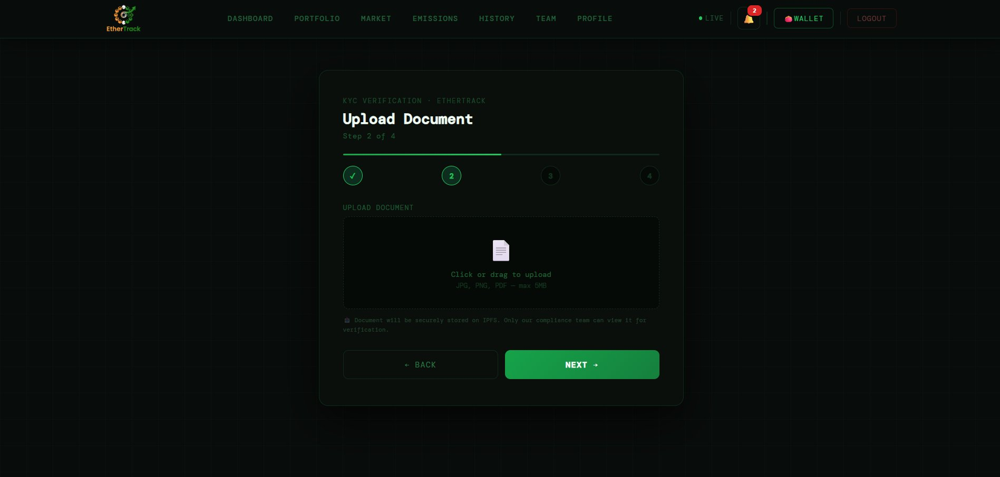 EtherTrack
DASHBOARD PORTFOLIO MARKET EMISSIONS HISTORY TEAM PROFILE
LIVE 2 WALLET LOGOUT
KYC VERIFICATION · ETHERTRACK
Upload Document
Step 2 of 4
✓ 2 3 4
UPLOAD DOCUMENT
Click or drag to upload
JPG, PNG, PDF — max 5MB
Document will be securely stored on IPFS. Only our compliance team can view it for
verification.
← BACK NEXT →